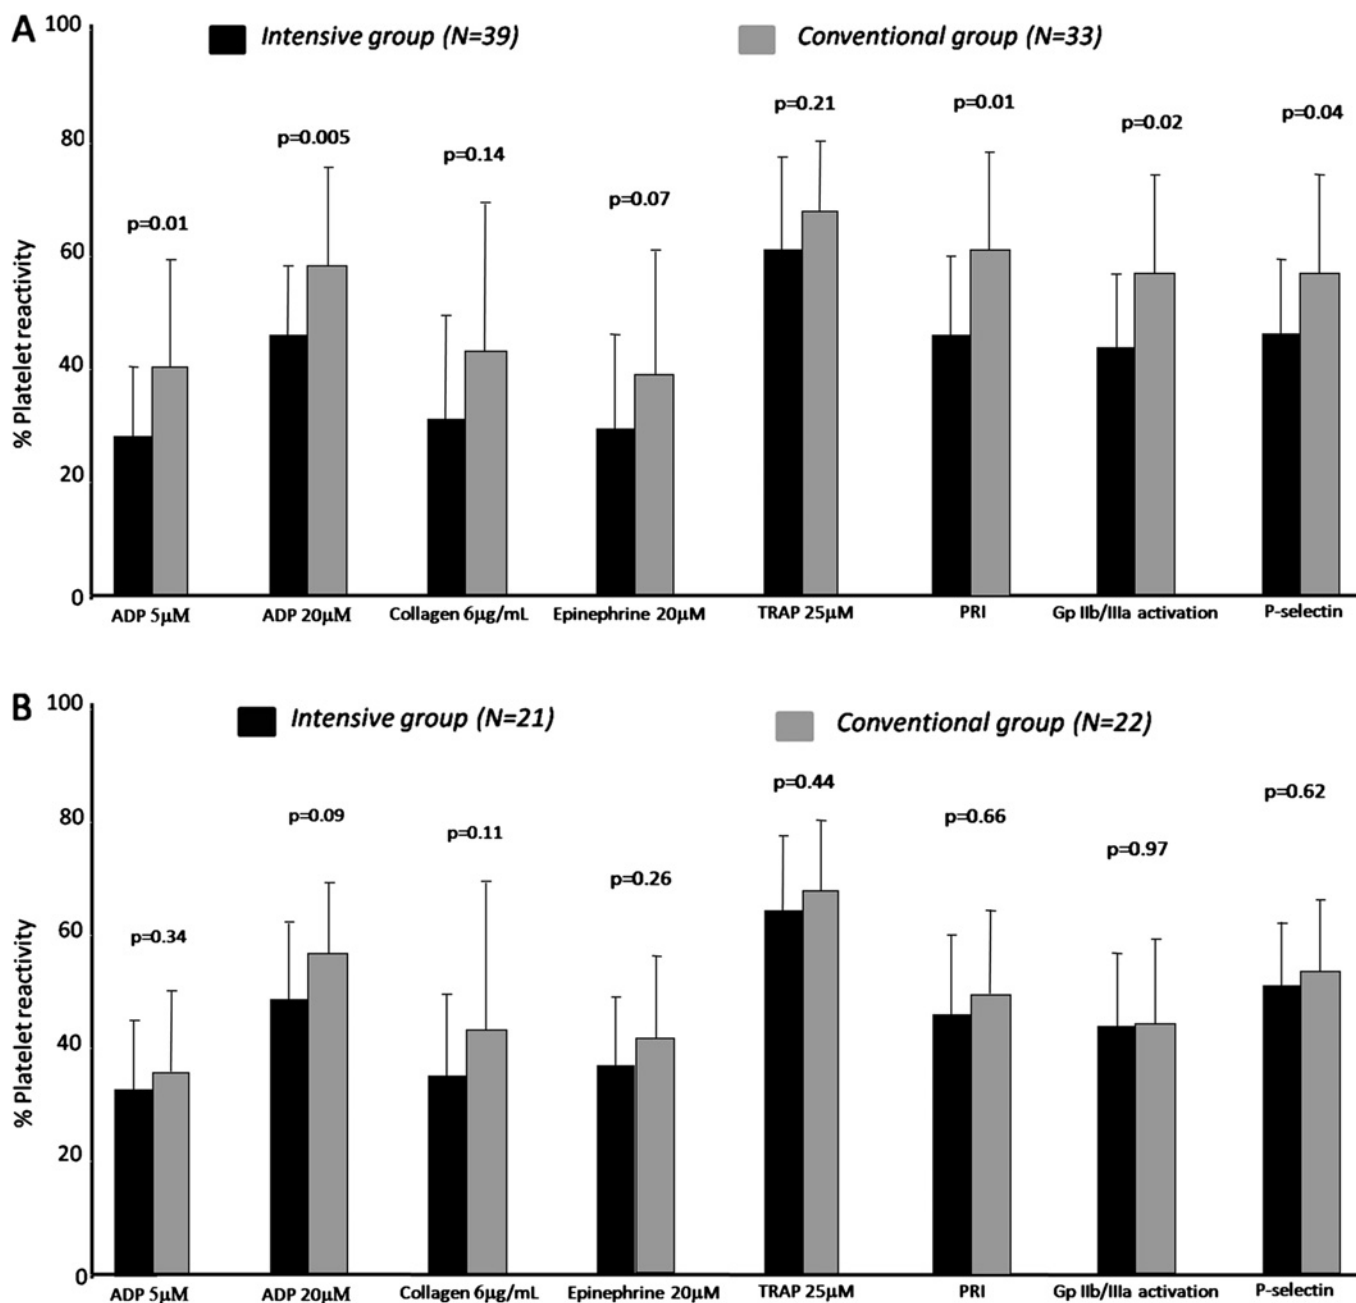 A
100
Intensive group (N=39)
Conventional group (N=33)
p=0.01
p=0.005
p=0.14
p=0.07
p=0.21
p=0.01
p=0.02
p=0.04
80
60
40
20
0
% Platelet reactivity
ADP 5μM
ADP 20μM
Collagen 6μg/mL
Epinephrine 20μM
TRAP 25μM
PRI
Gp IIb/IIIa activation
P-selectin
B
100
Intensive group (N=21)
Conventional group (N=22)
p=0.34
p=0.09
p=0.11
p=0.26
p=0.44
p=0.66
p=0.97
p=0.62
80
60
40
20
0
% Platelet reactivity
ADP 5μM
ADP 20μM
Collagen 6μg/mL
Epinephrine 20μM
TRAP 25μM
PRI
Gp IIb/IIIa activation
P-selectin